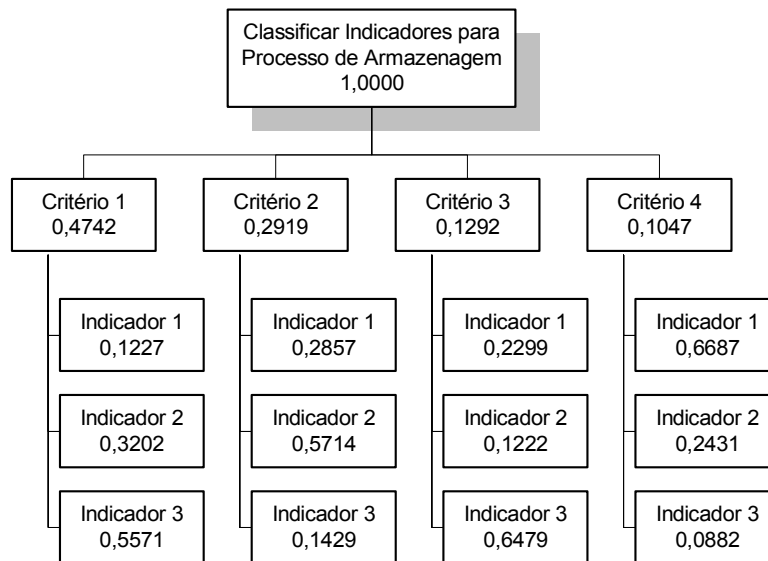 Classificar Indicadores para
Processo de Armazenagem
1,0000
Critério 1
0,4742
Critério 2
0,2919
Critério 3
0,1292
Critério 4
0,1047
Indicador 1
0,1227
Indicador 1
0,2857
Indicador 1
0,2299
Indicador 1
0,6687
Indicador 2
0,3202
Indicador 2
0,5714
Indicador 2
0,1222
Indicador 2
0,2431
Indicador 3
0,5571
Indicador 3
0,1429
Indicador 3
0,6479
Indicador 3
0,0882